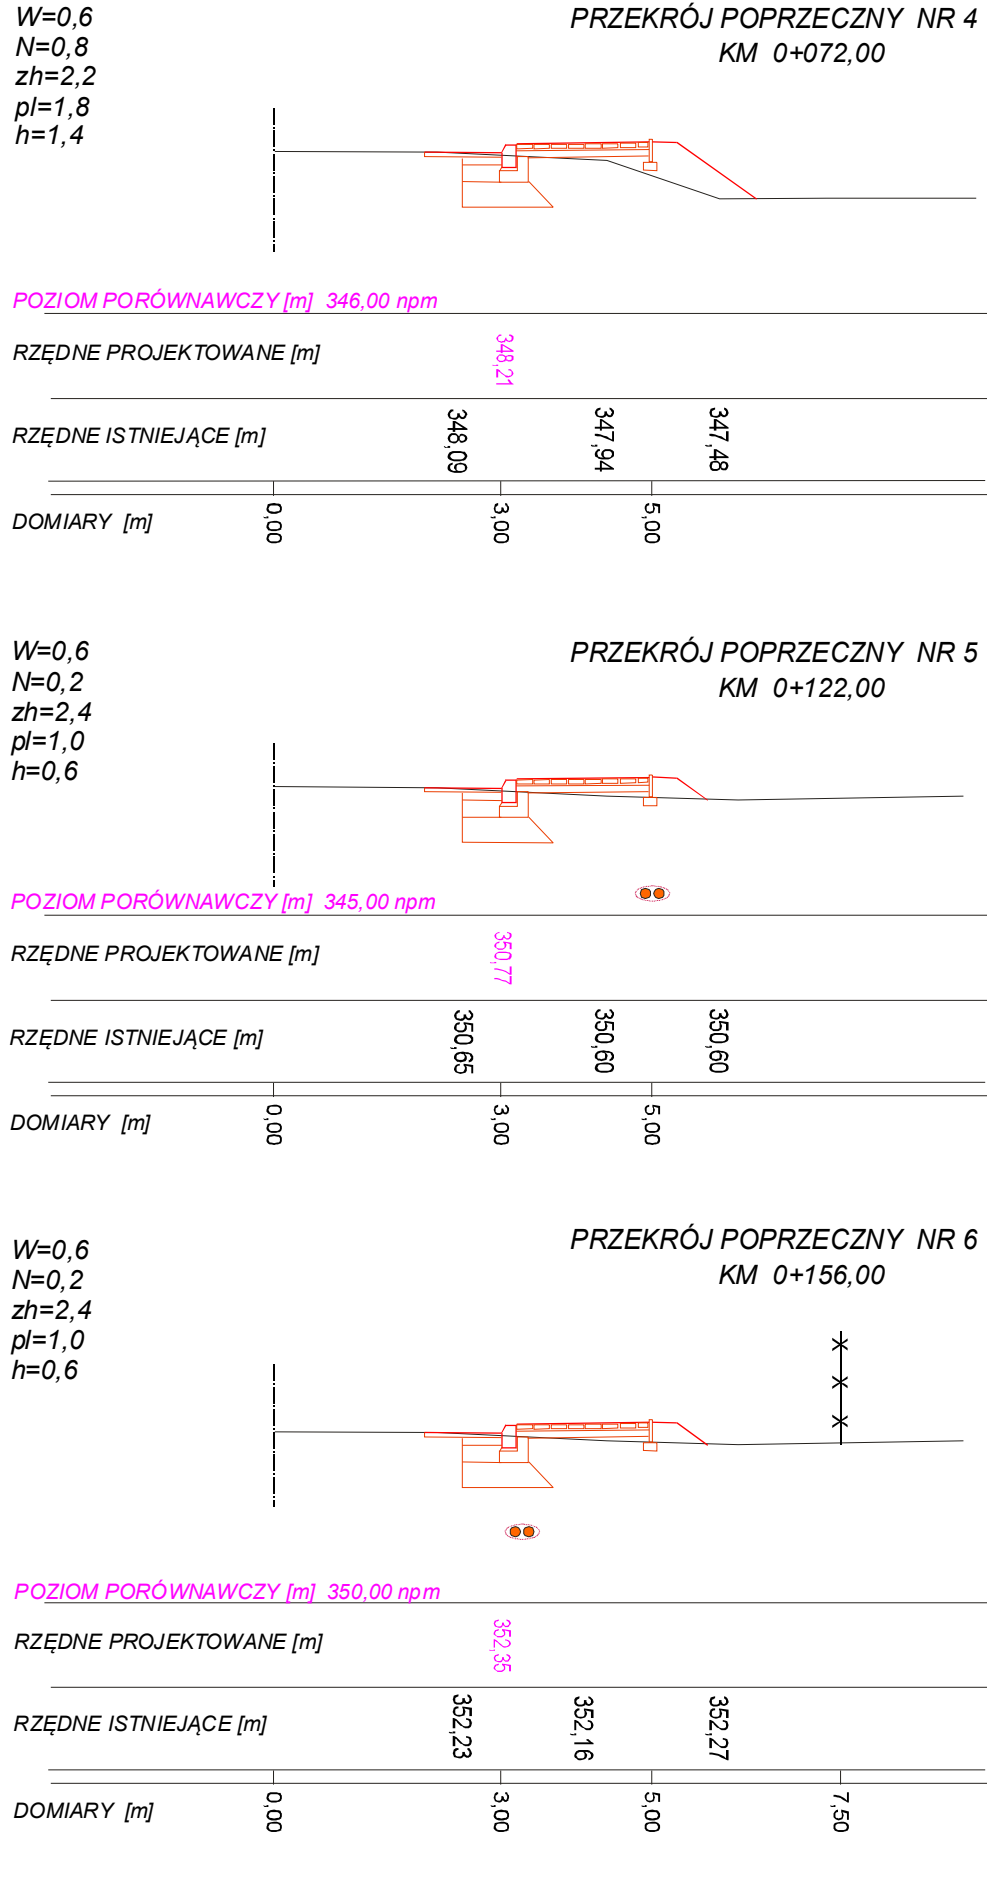 W=0,6
N=0,8
zh=2,2
pl=1,8
h=1,4
PRZEKRÓJ POPRZECZNY NR 4
KM 0+072,00
POZIOM PORÓWNAWCZY [m] 346,00 npm
RZĘDNE PROJEKTOWANE [m]
348,21
RZĘDNE ISTNIEJĄCE [m]
348,09
347,94
347,48
DOMIARY [m]
0,00
3,00
5,00
W=0,6
N=0,2
zh=2,4
pl=1,0
h=0,6
PRZEKRÓJ POPRZECZNY NR 5
KM 0+122,00
POZIOM PORÓWNAWCZY [m] 345,00 npm
RZĘDNE PROJEKTOWANE [m]
350,77
RZĘDNE ISTNIEJĄCE [m]
350,65
350,60
350,60
DOMIARY [m]
0,00
3,00
5,00
W=0,6
N=0,2
zh=2,4
pl=1,0
h=0,6
PRZEKRÓJ POPRZECZNY NR 6
KM 0+156,00
POZIOM PORÓWNAWCZY [m] 350,00 npm
RZĘDNE PROJEKTOWANE [m]
352,35
RZĘDNE ISTNIEJĄCE [m]
352,23
352,16
352,27
DOMIARY [m]
0,00
3,00
5,00
7,50